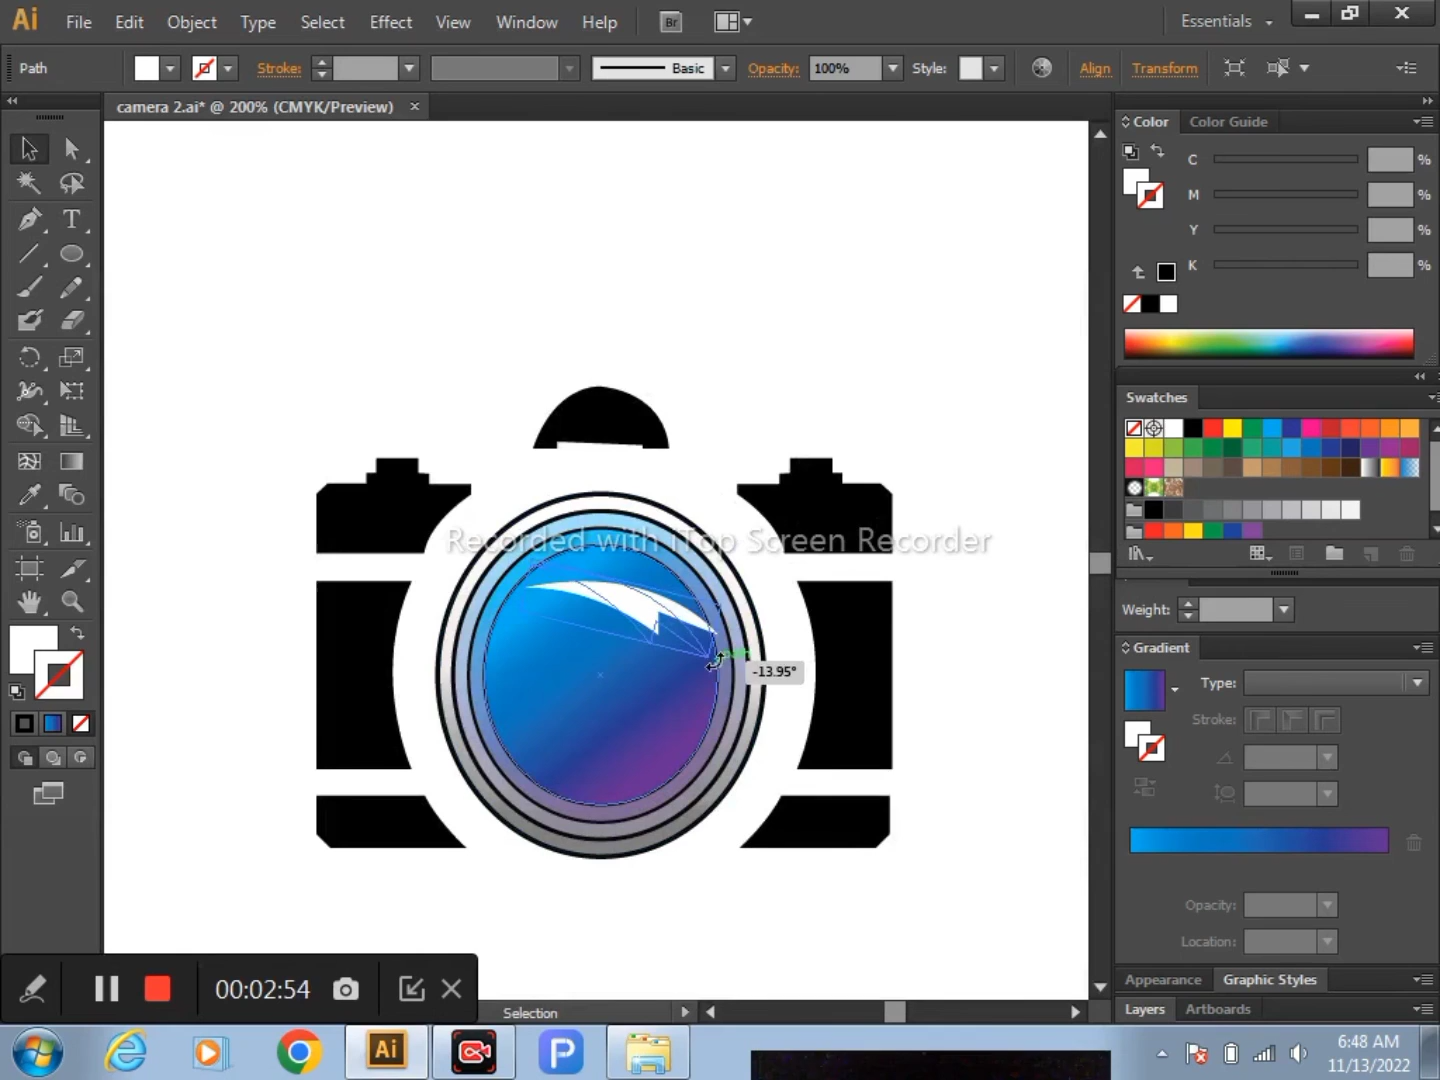 Ai File Edit Object Type Select Effect View Window Help Br Essentials
Path Stroke: Basic Opacity: 100% Style: Align Transform
camera 2.ai* @ 200% (CMYK/Preview) ×
Color Color Guide
C %
M %
Y %
K %
Swatches
Recorded with iTop Screen Recorder
Weight:
Gradient
Type:
Stroke:
-13.95°
Opacity:
Location:
Appearance Graphic Styles
Layers Artboards
00:02:54
Selection
Ai P
6:48 AM
11/13/2022